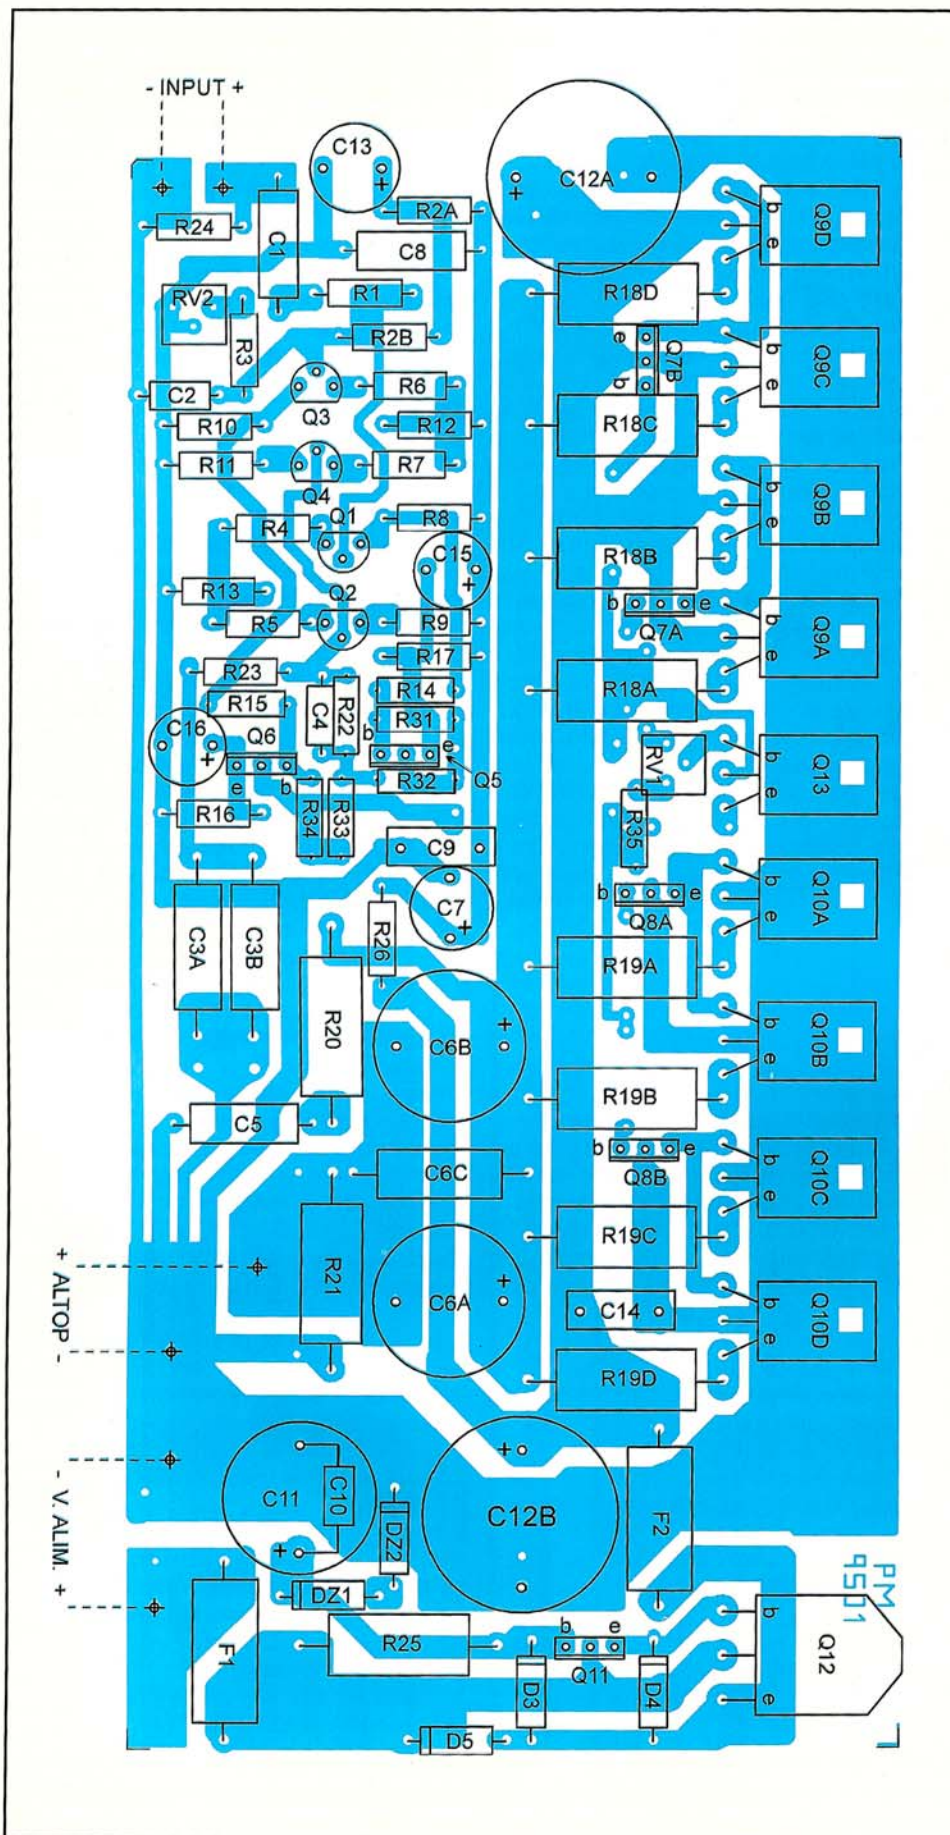 - INPUT +
C13
C12A
R24
C1
R2A
C8
b
e
Q9D
RV2
R3
R1
R2B
R18D
e
Q7B
b
b
e
Q9C
C2
Q3
R6
R10
R12
R18C
R11
Q4
R7
b
e
Q9B
R4
Q1
R8
C15
R18B
R13
Q2
R5
R9
b
e
Q7A
b
e
Q9A
R23
R17
R15
C4
R22
R14
R18A
C16
Q6
R31
b
e
e
b
R32
Q5
RV1
Q13
R16
R34
R33
R35
C9
C7
b
e
Q8A
b
e
Q10A
C3A
C3B
R26
R20
R19A
C6B
b
e
Q10B
C5
R19B
C6C
b
e
Q8B
b
e
Q10C
+ ALTOP -
R21
R19C
C6A
C14
b
e
Q10D
R19D
- V. ALIM. +
C11
C10
DZ2
C12B
F2
DZ1
PM
9501
F1
R25
b
e
Q11
b
e
Q12
D3
D4
D5